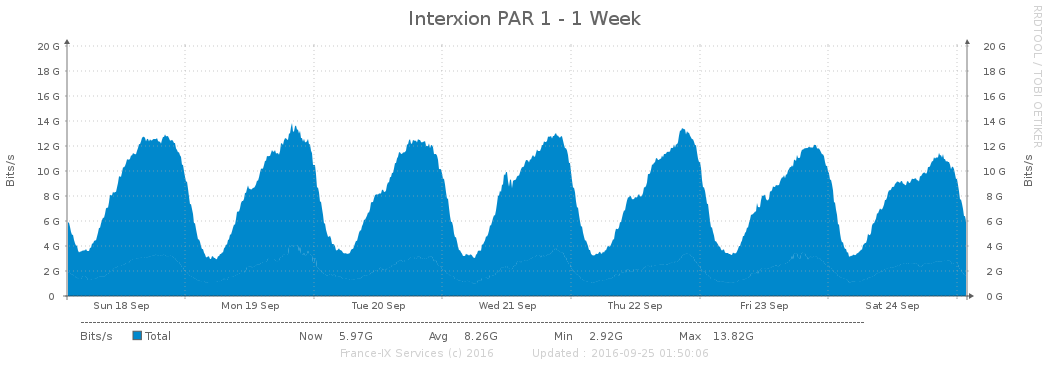 Interxion PAR 1 - 1 Week
RRDTOOL / TOBI OETIKER
Bits/s
Bits/s
20 G 20 G
18 G 18 G
16 G 16 G
14 G 14 G
12 G 12 G
10 G 10 G
8 G 8 G
6 G 6 G
4 G 4 G
2 G 2 G
0 0 G
Sun 18 Sep Mon 19 Sep Tue 20 Sep Wed 21 Sep Thu 22 Sep Fri 23 Sep Sat 24 Sep
Bits/s Total Now 5.97G Avg 8.26G Min 2.92G Max 13.82G
France-IX Services (c) 2016 Updated : 2016-09-25 01:50:06